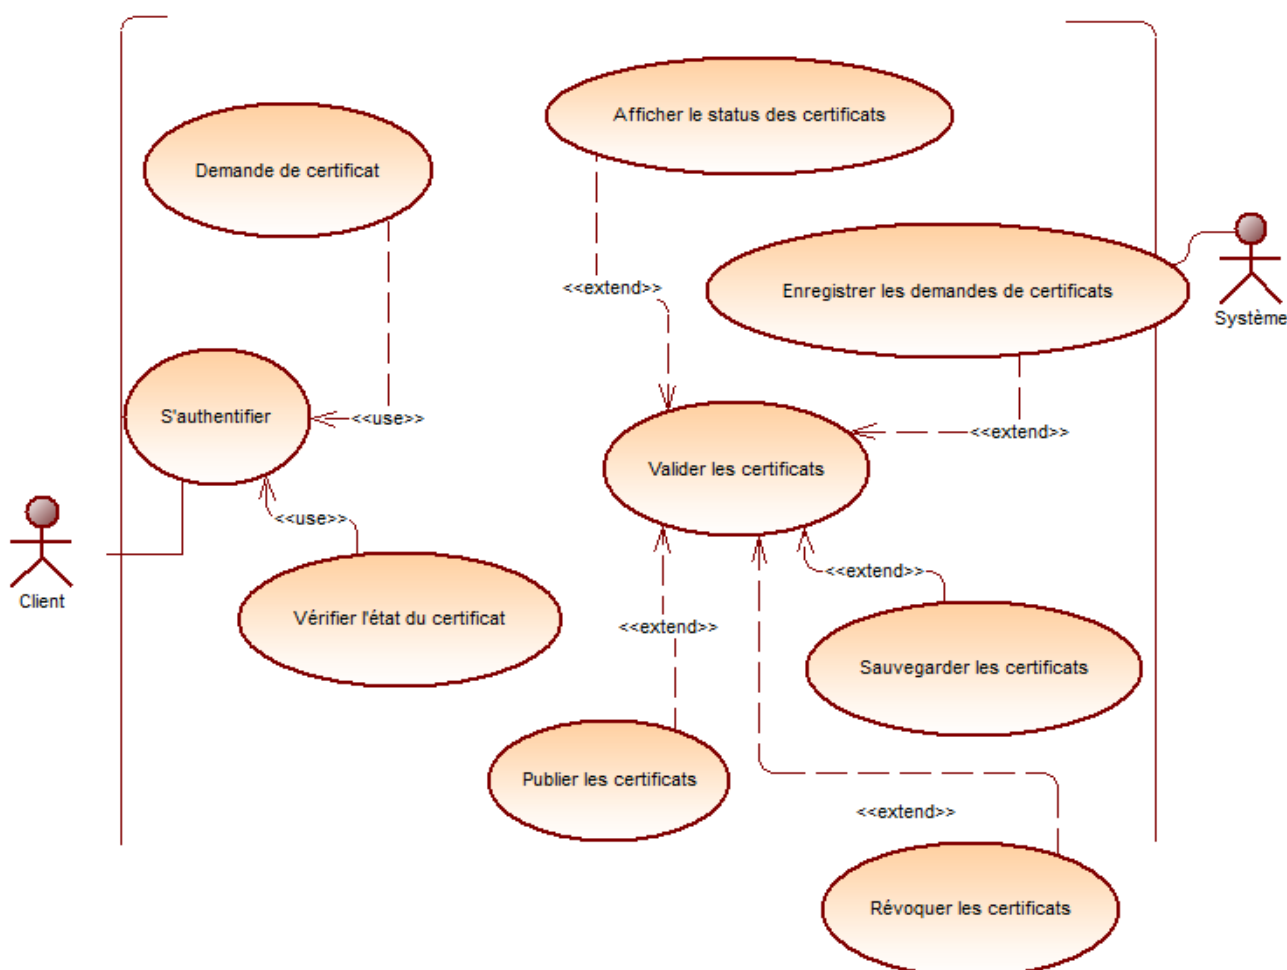 Afficher le status des certificats
Demande de certificat
<<extend>>
Enregistrer les demandes de certificats
Système
S'authentifier
<<use>>
<<extend>>
Valider les certificats
<<use>>
Client
Vérifier l'état du certificat
<<extend>>
<<extend>>
Sauvegarder les certificats
Publier les certificats
<<extend>>
Révoquer les certificats